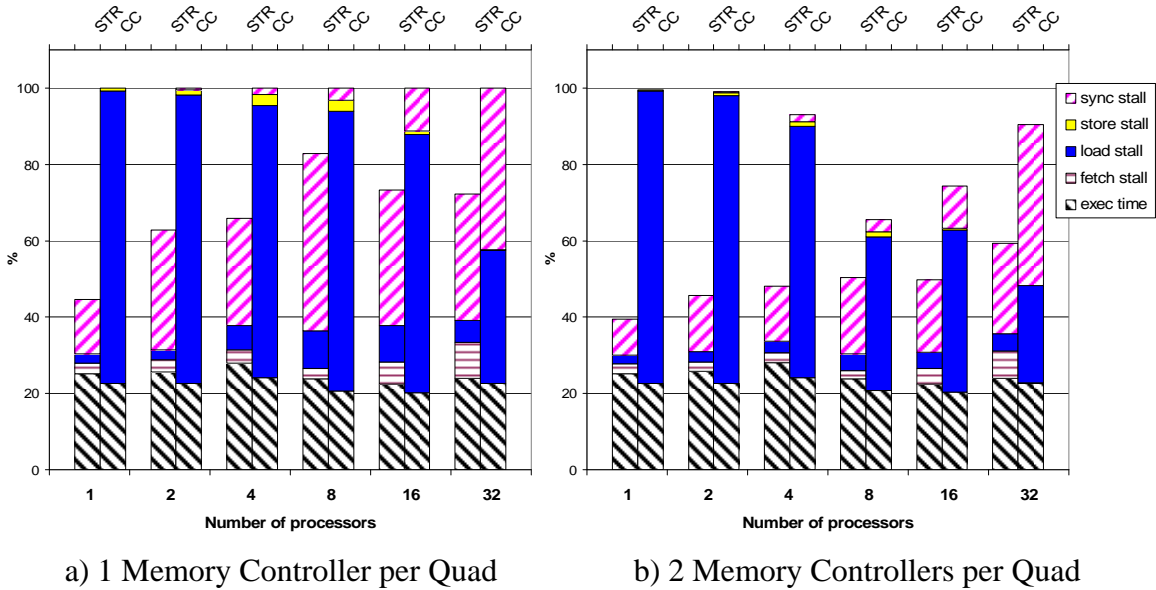 STR CC STR CC STR CC STR CC STR CC STR CC
100
80
60
%
40
20
0
1 2 4 8 16 32
Number of processors
a) 1 Memory Controller per Quad
STR CC STR CC STR CC STR CC STR CC STR CC
100
80
60
%
40
20
0
1 2 4 8 16 32
Number of processors
b) 2 Memory Controllers per Quad
sync stall
store stall
load stall
fetch stall
exec time